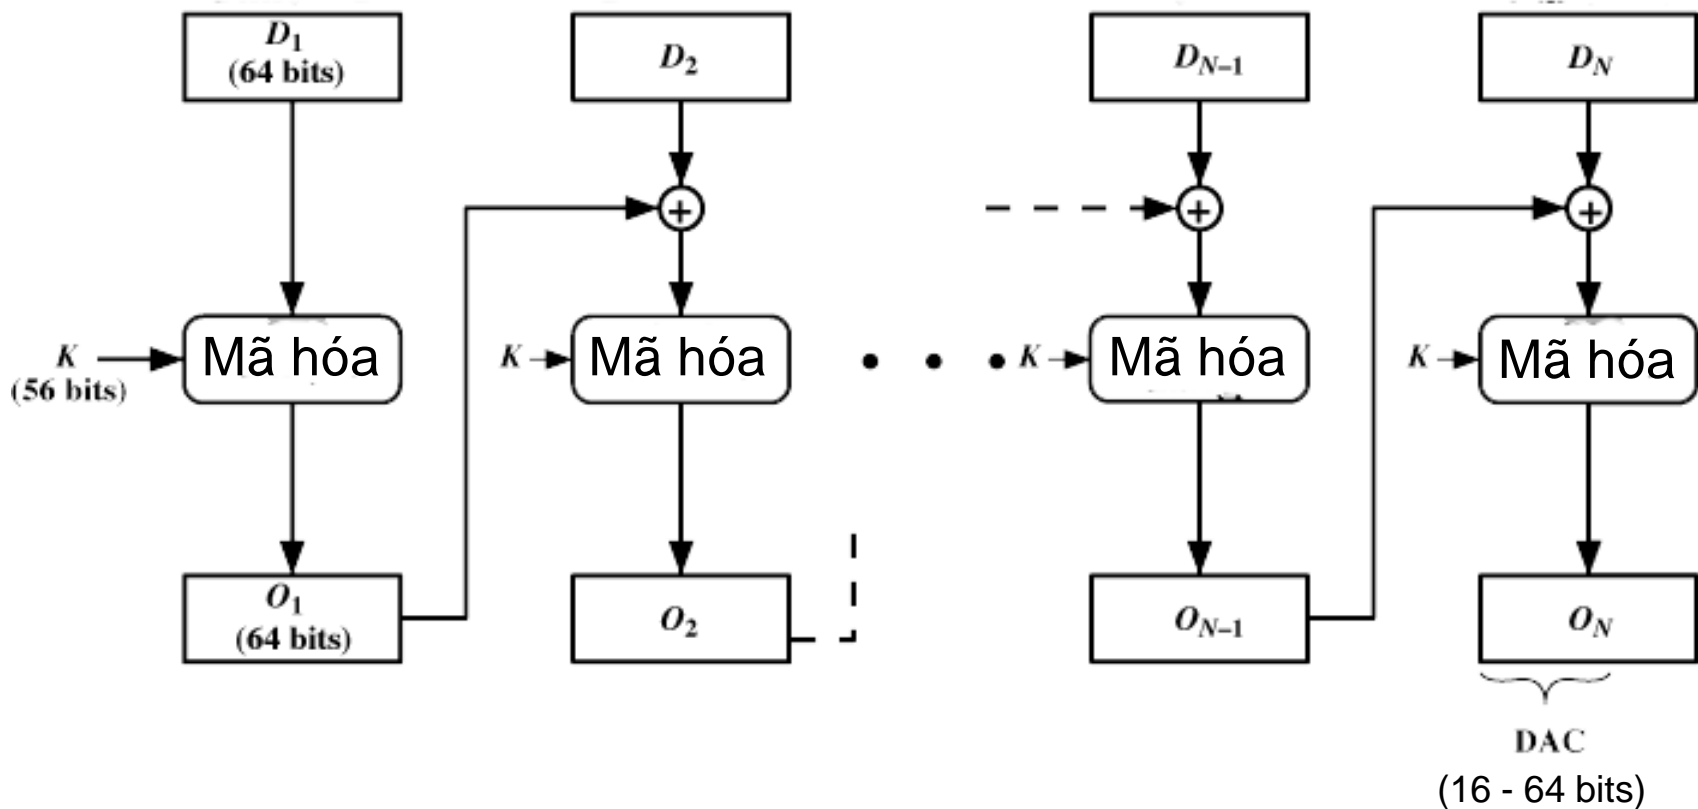 D1
(64 bits)
D2
DN–1
DN
+
+
+
K
(56 bits)
Mã hóa
K
Mã hóa
• • •
K
Mã hóa
K
Mã hóa
O1
(64 bits)
O2
ON–1
ON
DAC
(16 - 64 bits)